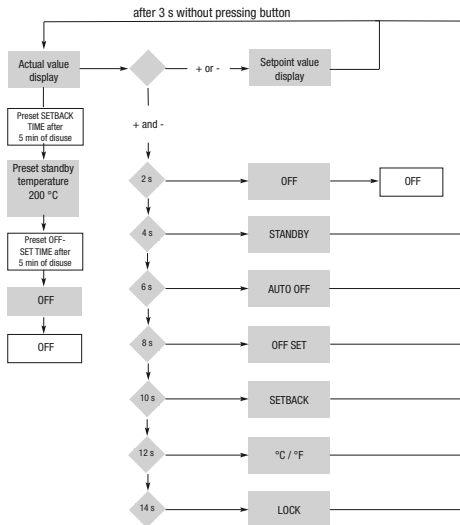 after 3 s without pressing button
Actual value
display
+ or -
Setpoint value
display
Preset SETBACK
TIME after
5 min of disuse
+ and -
Preset standby
temperature
200 °C
2 s
OFF
OFF
Preset OFF-
SET TIME after
5 min of disuse
4 s
STANDBY
OFF
6 s
AUTO OFF
OFF
8 s
OFF SET
10 s
SETBACK
12 s
°C / °F
14 s
LOCK